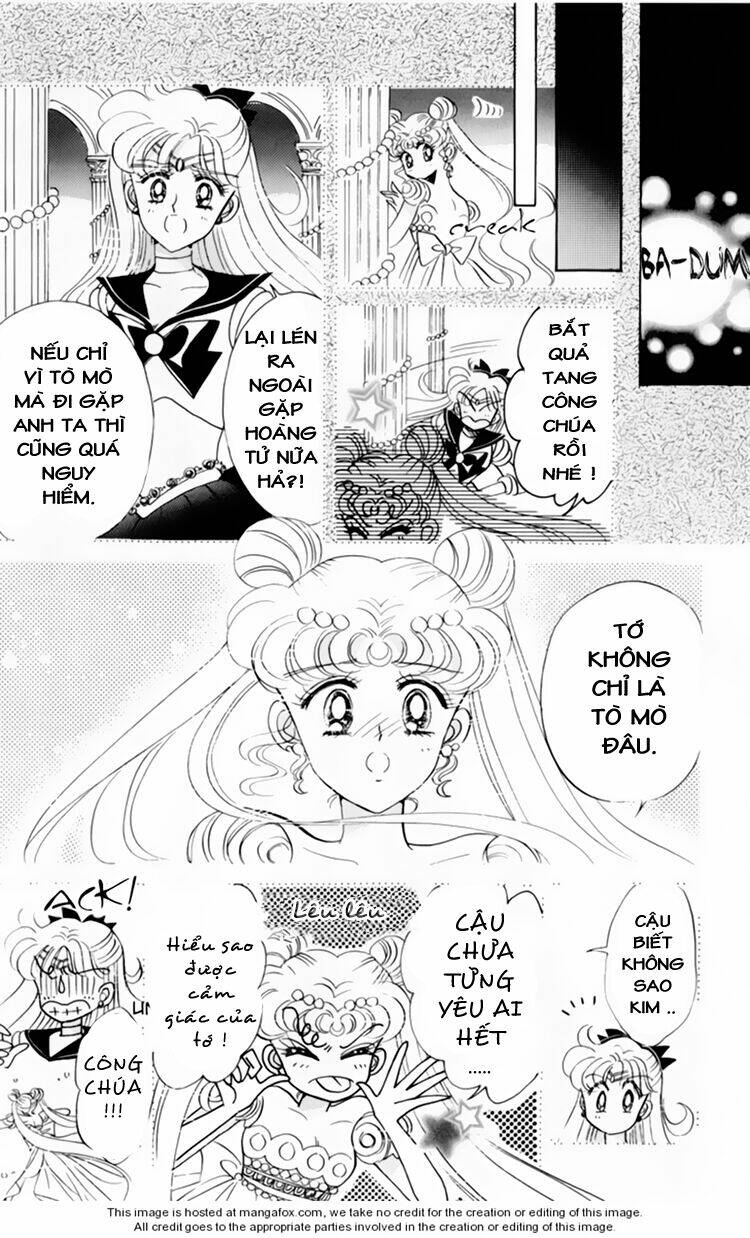 BA-DUM
creak
BẮT
QUẢ
TANG
CÔNG
CHÚA
RỒI
NHÉ !
LẠI LÉN
RA
NGOÀI
GẶP
HOÀNG
TỬ NỮA
HẢ?!
NẾU CHỈ
VÌ TÒ MÒ
MÀ ĐI GẶP
ANH TA THÌ
CŨNG QUÁ
NGUY
HIỂM.
TỚ
KHÔNG
CHỈ LÀ
TÒ MÒ
ĐÂU.
CẬU
BIẾT
KHÔNG
SAO
KIM ..
CẬU
CHƯA
TỪNG
YÊU AI
HẾT
.....
Lêu lêu
Hiểu sao
được
cảm
giác của
tớ !
ACK!
CÔNG
CHÚA
!!!
This image is hosted at mangafox.com, we take no credit for the creation or editing of this image.
All credit goes to the appropriate parties involved in the creation or editing of this image.